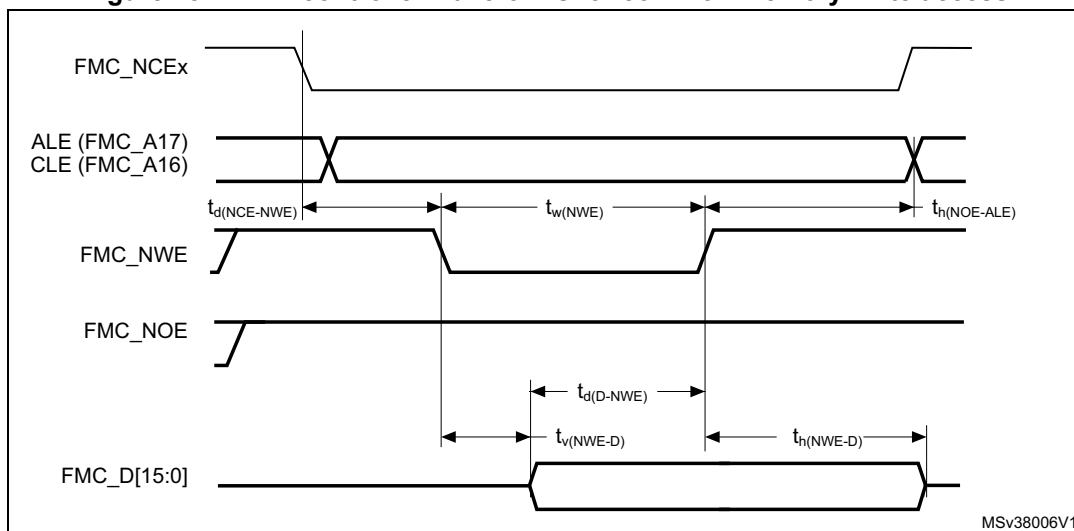 FMC_NCEx
ALE (FMC_A17)
CLE (FMC_A16)
td(NCE-NWE)
tw(NWE)
th(NOE-ALE)
FMC_NWE
FMC_NOE
td(D-NWE)
tv(NWE-D)
th(NWE-D)
FMC_D[15:0]
MSv38006V1